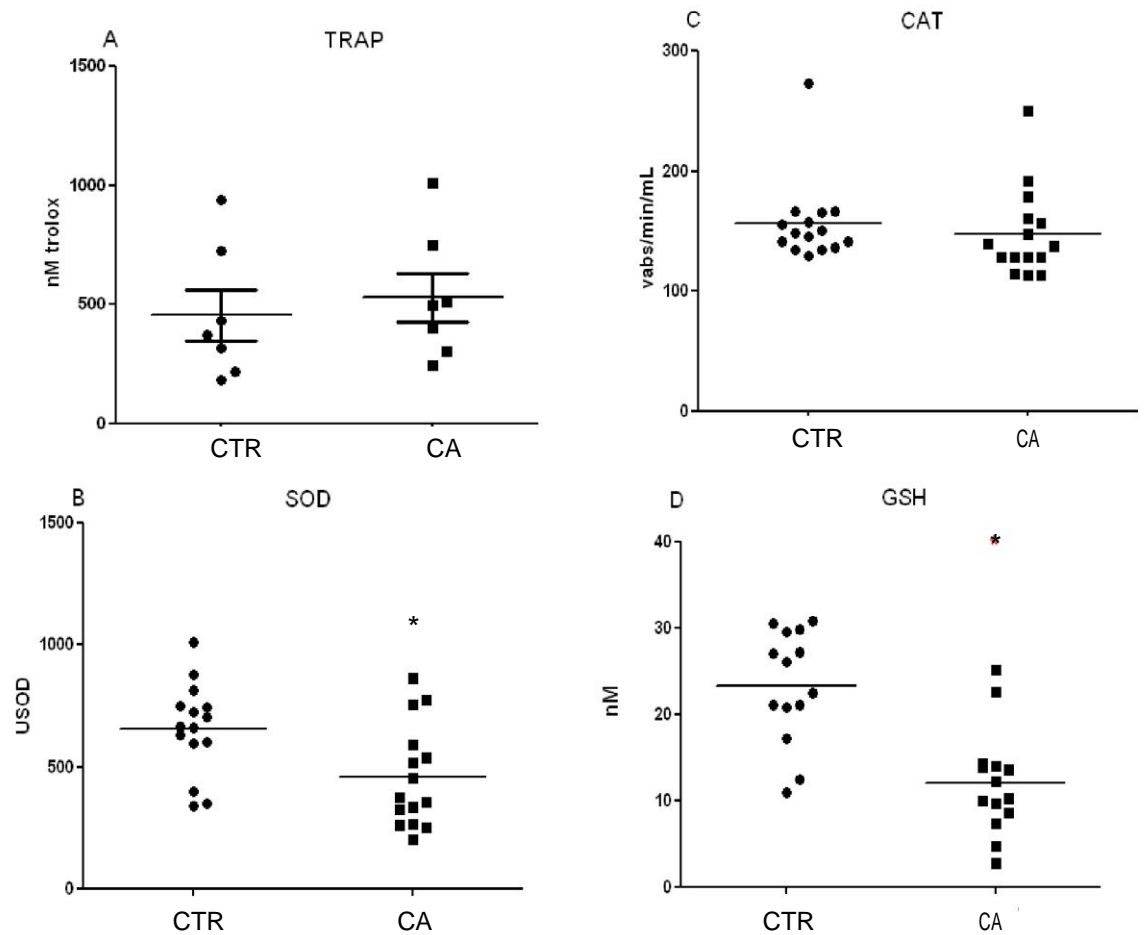 A TRAP
1500
1000
500
0
nM trolox
CTR CA
C CAT
300
200
100
0
vabs/min/mL
CTR CA
B SOD
1500
1000
500
0
USOD
*
CTR CA
D GSH
40
30
20
10
0
nM
*
CTR CA